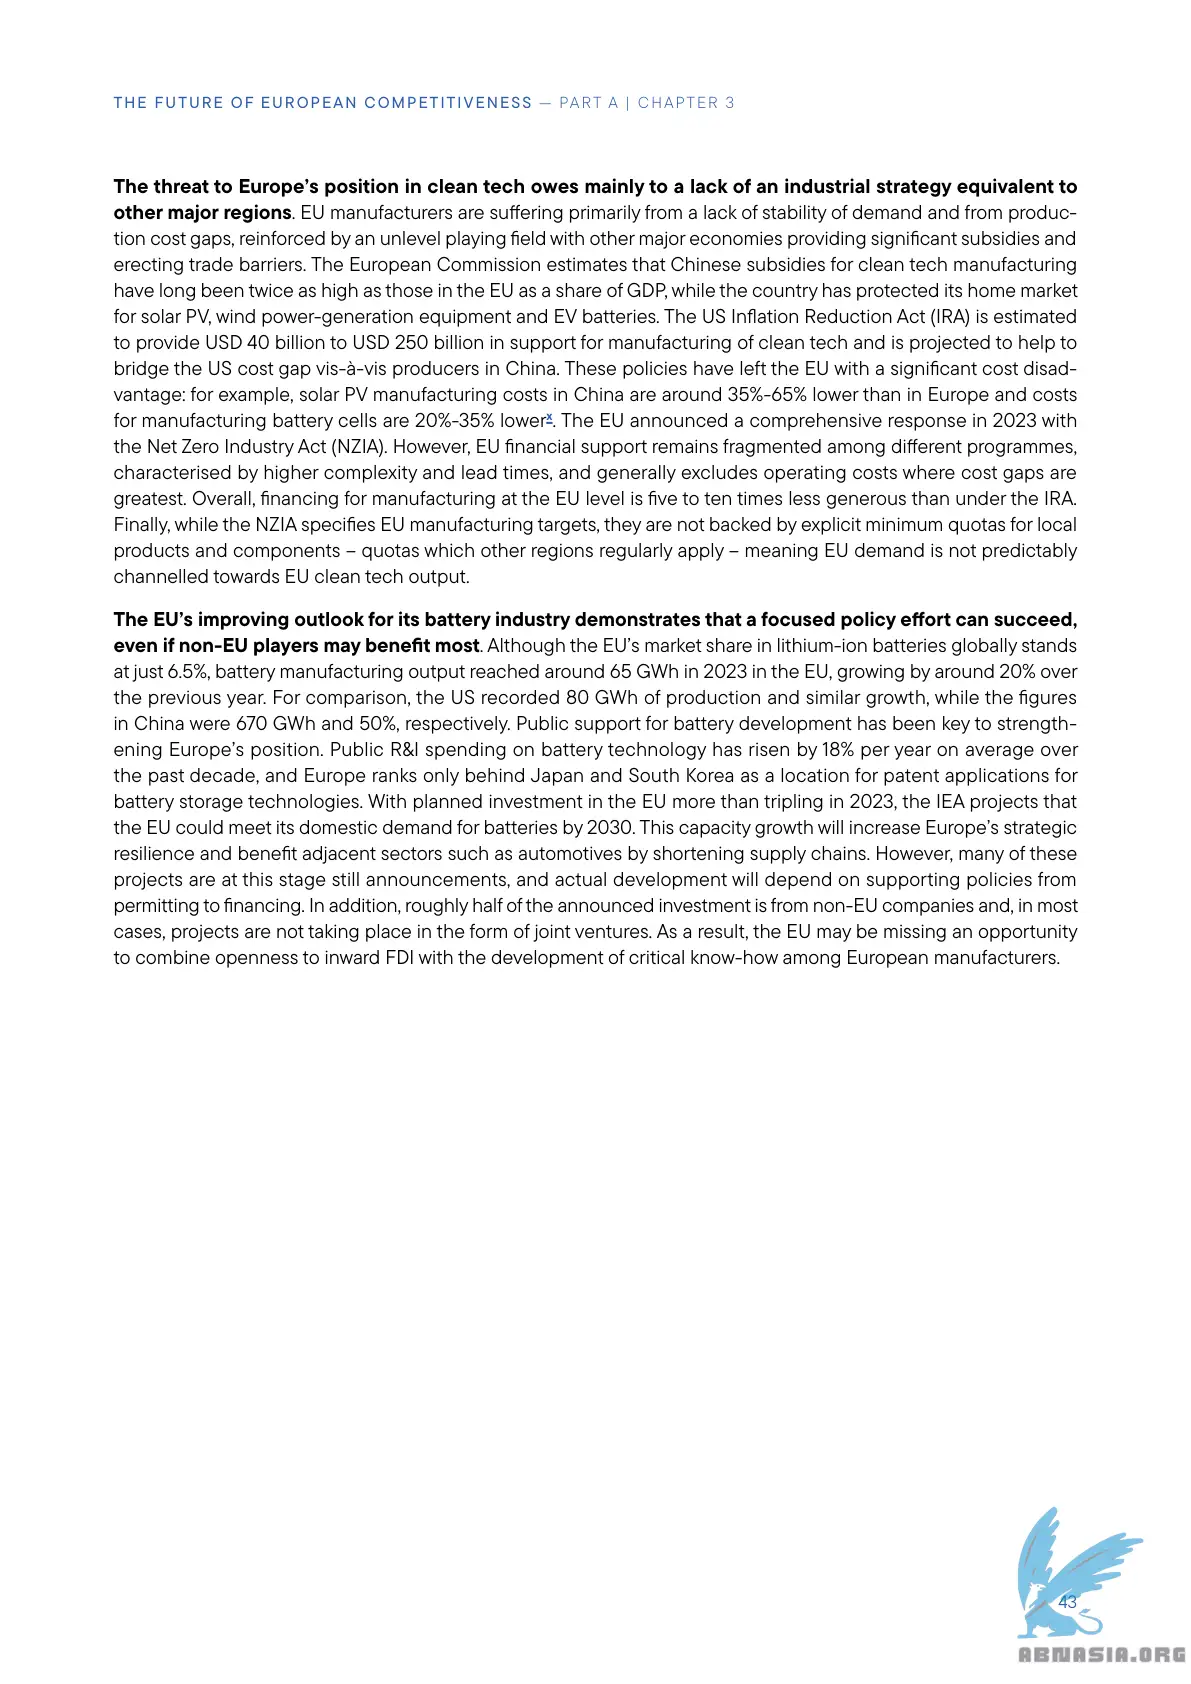 THE FUTURE OF EUROPEAN COMPETITIVENESS — PART A | CHAPTER 3
The threat to Europe’s position in clean tech owes mainly to a lack of an industrial strategy equivalent to
other major regions. EU manufacturers are suffering primarily from a lack of stability of demand and from produc-
tion cost gaps, reinforced by an unlevel playing field with other major economies providing significant subsidies and
erecting trade barriers. The European Commission estimates that Chinese subsidies for clean tech manufacturing
have long been twice as high as those in the EU as a share of GDP, while the country has protected its home market
for solar PV, wind power-generation equipment and EV batteries. The US Inflation Reduction Act (IRA) is estimated
to provide USD 40 billion to USD 250 billion in support for manufacturing of clean tech and is projected to help to
bridge the US cost gap vis-à-vis producers in China. These policies have left the EU with a significant cost disad-
vantage: for example, solar PV manufacturing costs in China are around 35%-65% lower than in Europe and costs
for manufacturing battery cells are 20%-35% lowerx. The EU announced a comprehensive response in 2023 with
the Net Zero Industry Act (NZIA). However, EU financial support remains fragmented among different programmes,
characterised by higher complexity and lead times, and generally excludes operating costs where cost gaps are
greatest. Overall, financing for manufacturing at the EU level is five to ten times less generous than under the IRA.
Finally, while the NZIA specifies EU manufacturing targets, they are not backed by explicit minimum quotas for local
products and components – quotas which other regions regularly apply – meaning EU demand is not predictably
channelled towards EU clean tech output.
The EU’s improving outlook for its battery industry demonstrates that a focused policy effort can succeed,
even if non-EU players may benefit most. Although the EU’s market share in lithium-ion batteries globally stands
at just 6.5%, battery manufacturing output reached around 65 GWh in 2023 in the EU, growing by around 20% over
the previous year. For comparison, the US recorded 80 GWh of production and similar growth, while the figures
in China were 670 GWh and 50%, respectively. Public support for battery development has been key to strength-
ening Europe’s position. Public R&I spending on battery technology has risen by 18% per year on average over
the past decade, and Europe ranks only behind Japan and South Korea as a location for patent applications for
battery storage technologies. With planned investment in the EU more than tripling in 2023, the IEA projects that
the EU could meet its domestic demand for batteries by 2030. This capacity growth will increase Europe’s strategic
resilience and benefit adjacent sectors such as automotives by shortening supply chains. However, many of these
projects are at this stage still announcements, and actual development will depend on supporting policies from
permitting to financing. In addition, roughly half of the announced investment is from non-EU companies and, in most
cases, projects are not taking place in the form of joint ventures. As a result, the EU may be missing an opportunity
to combine openness to inward FDI with the development of critical know-how among European manufacturers.
43
ABNASIA.ORG